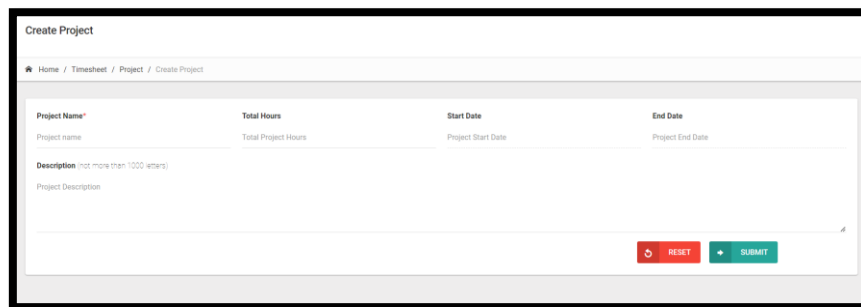 Create Project
Home / Timesheet / Project / Create Project
Project Name* Total Hours Start Date End Date
Project name Total Project Hours Project Start Date Project End Date
Description (not more than 1000 letters)
Project Description
RESET SUBMIT